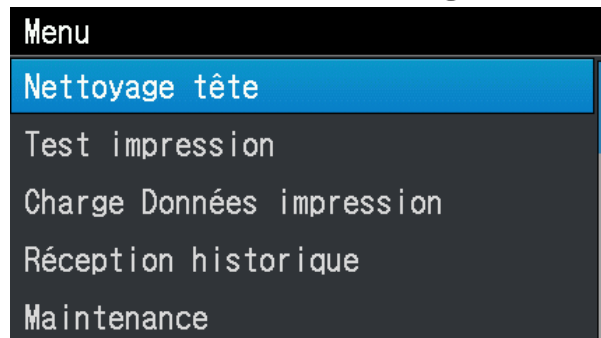 Menu
Nettoyage tête
Test impression
Charge Données impression
Réception historique
Maintenance